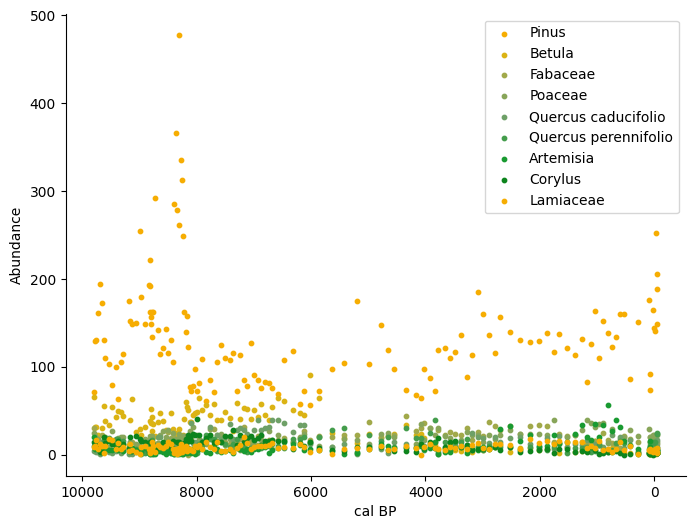 500
400
300
200
100
0
Abundance
10000 8000 6000 4000 2000 0
cal BP
Pinus
Betula
Fabaceae
Poaceae
Quercus caducifolio
Quercus perennifolio
Artemisia
Corylus
Lamiaceae